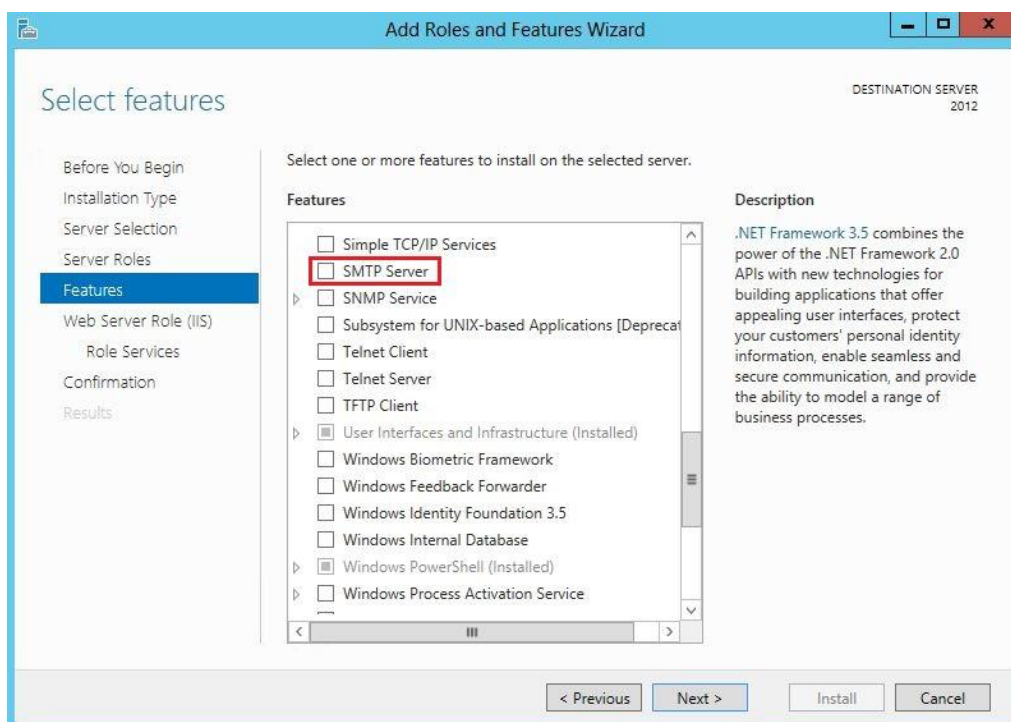 Add Roles and Features Wizard
Select features
DESTINATION SERVER
2012
Before You Begin
Installation Type
Server Selection
Server Roles
Features
Web Server Role (IIS)
Role Services
Confirmation
Results
Select one or more features to install on the selected server.
Features
Simple TCP/IP Services
SMTP Server
SNMP Service
Subsystem for UNIX-based Applications [Deprecat
Telnet Client
Telnet Server
TFTP Client
User Interfaces and Infrastructure (Installed)
Windows Biometric Framework
Windows Feedback Forwarder
Windows Identity Foundation 3.5
Windows Internal Database
Windows PowerShell (Installed)
Windows Process Activation Service
Description
.NET Framework 3.5 combines the
power of the .NET Framework 2.0
APIs with new technologies for
building applications that offer
appealing user interfaces, protect
your customers' personal identity
information, enable seamless and
secure communication, and provide
the ability to model a range of
business processes.
< Previous
Next >
Install
Cancel